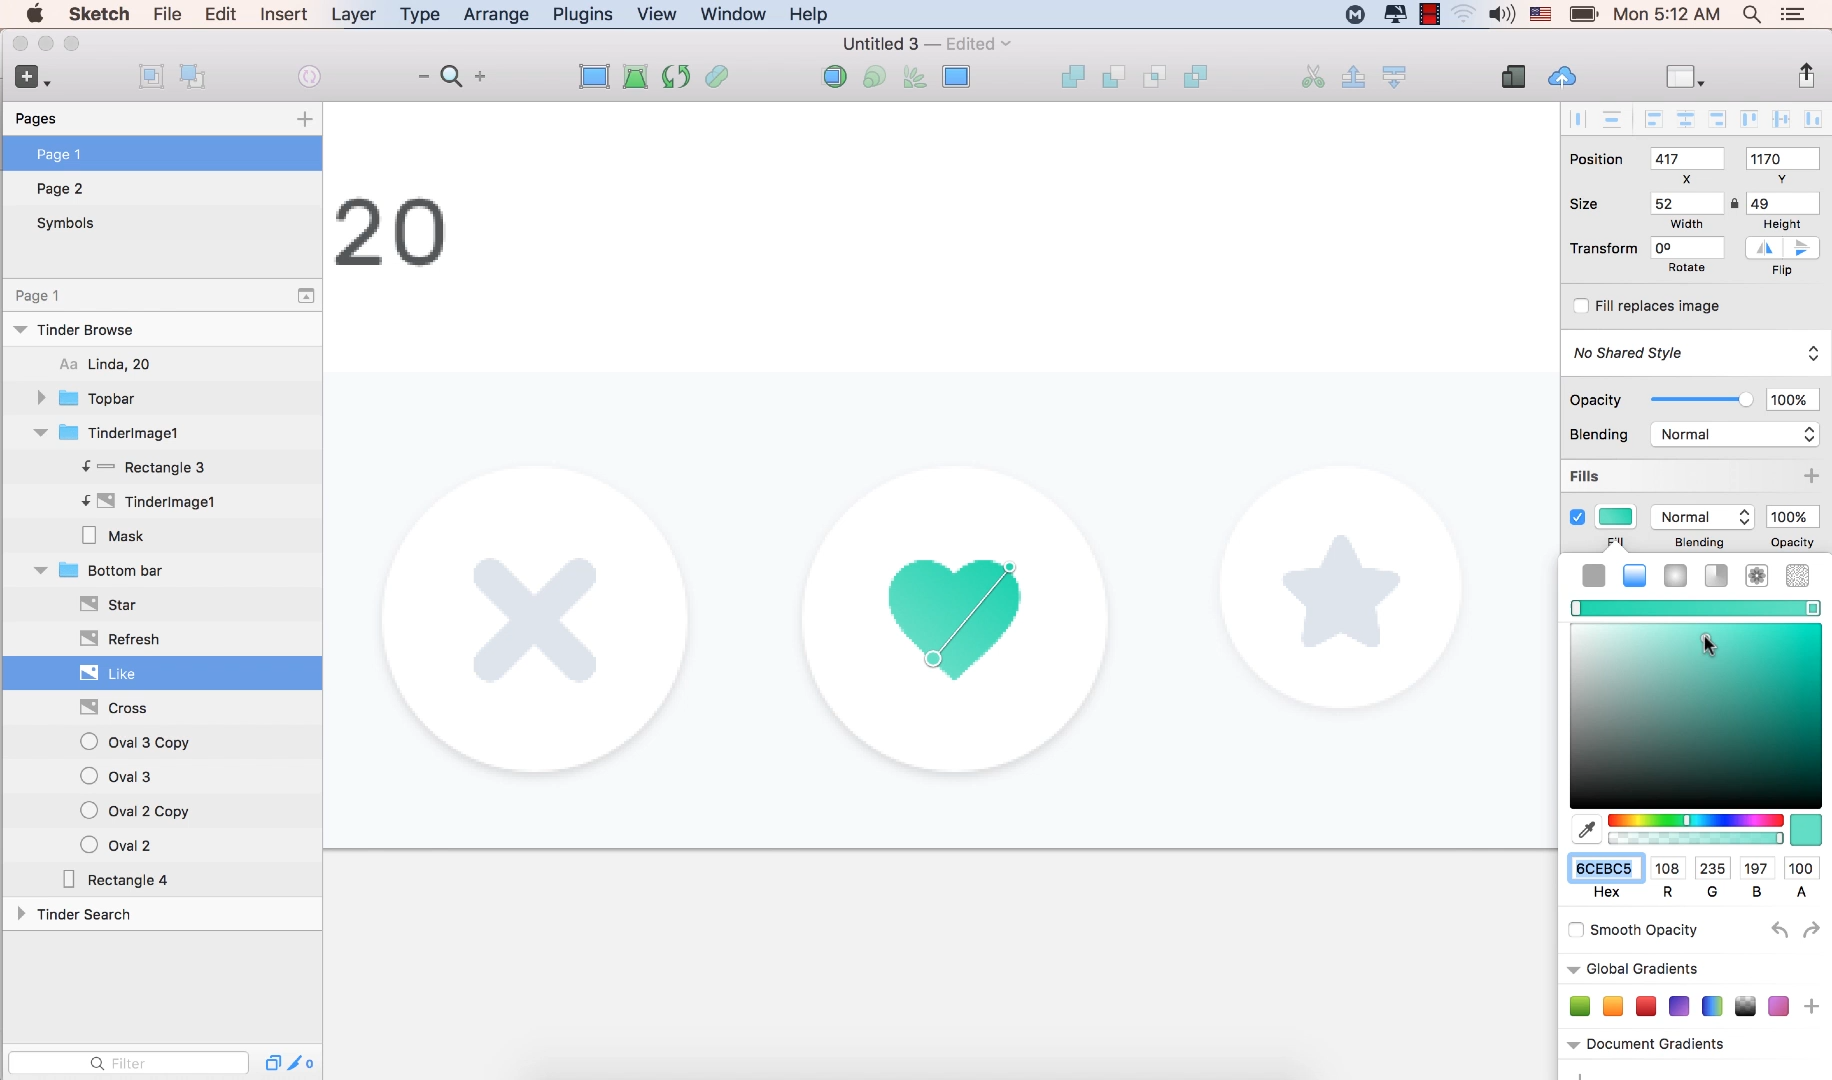 Sketch File Edit Insert Layer Type Arrange Plugins View Window Help Mon 5:12 AM
Untitled 3 — Edited
Pages
Page 1
Page 2
Symbols
Page 1
Tinder Browse
Aa Linda, 20
Topbar
TinderImage1
Rectangle 3
TinderImage1
Mask
Bottom bar
Star
Refresh
Like
Cross
Oval 3 Copy
Oval 3
Oval 2 Copy
Oval 2
Rectangle 4
Tinder Search
Filter
0
20
Position 417 1170
X Y
Size 52 49
Width Height
Transform 0º
Rotate Flip
Fill replaces image
No Shared Style
Opacity 100%
Blending Normal
Fills
Normal 100%
Fill Blending Opacity
6CEBC5 108 235 197 100
Hex R G B A
Smooth Opacity
Global Gradients
Document Gradients